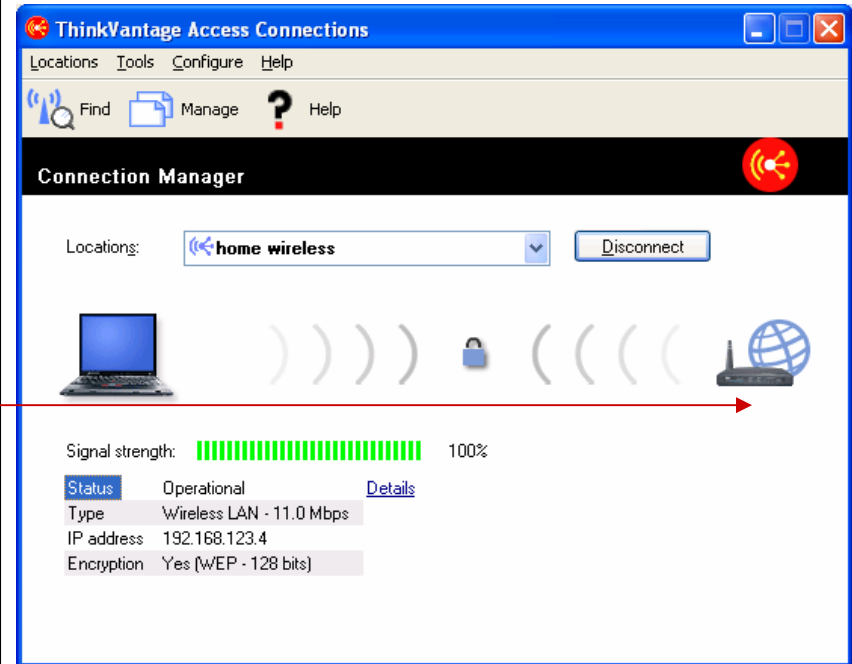 ThinkVantage Access Connections
Locations Tools Configure Help
Find Manage ? Help
Connection Manager
Locations: home wireless Disconnect
Signal strength: 100%
Status Operational Details
Type Wireless LAN - 11.0 Mbps
IP address 192.168.123.4
Encryption Yes (WEP - 128 bits)